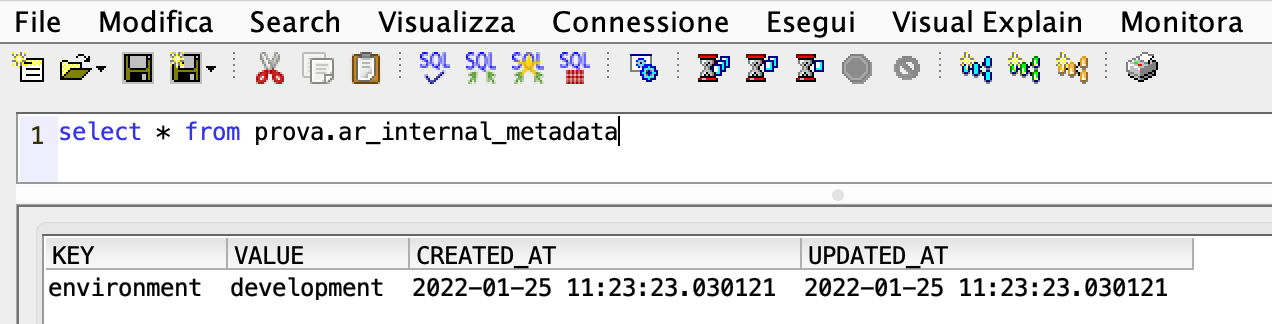 File Modifica Search Visualizza Connessione Esegui Visual Explain Monitora
SQL SQL SQL SQL
1 select * from prova.ar_internal_metadata
KEY VALUE CREATED_AT UPDATED_AT
environment development 2022-01-25 11:23:23.030121 2022-01-25 11:23:23.030121